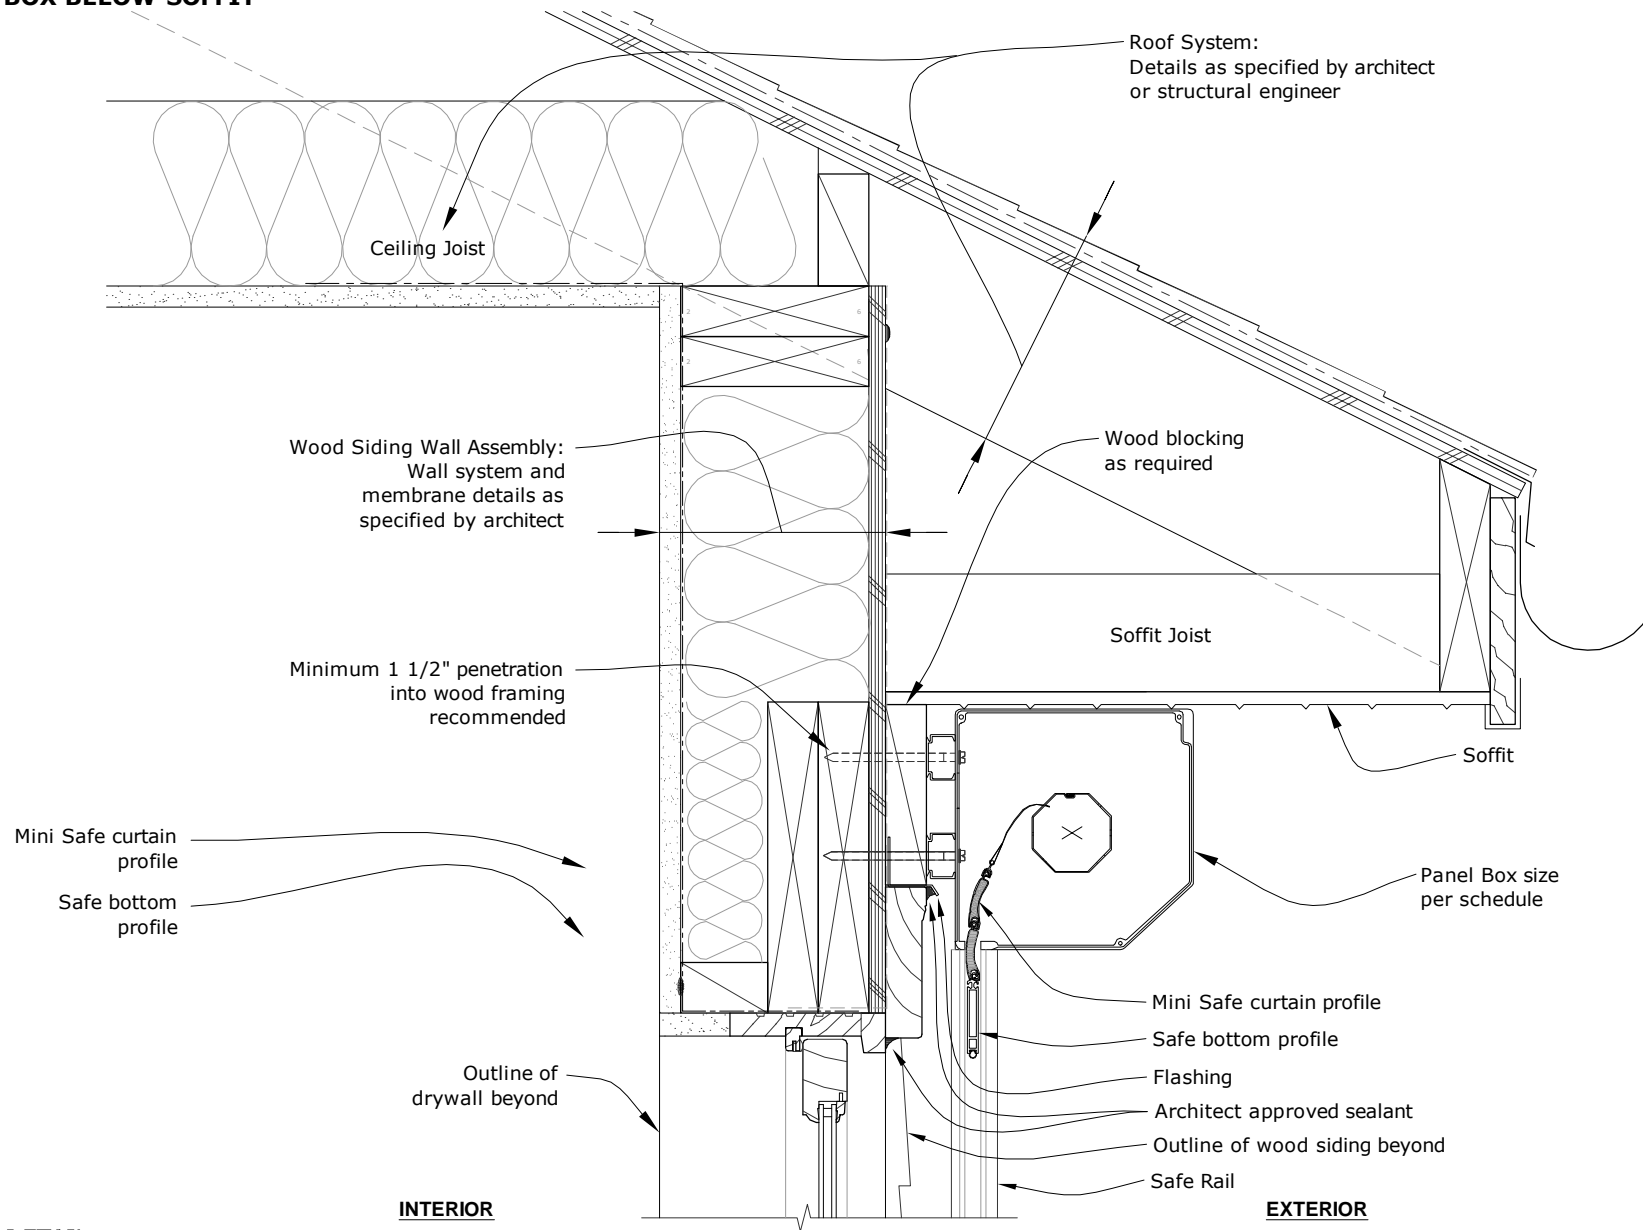 BOX BELOW SOFFIT
Roof System:
Details as specified by architect
or structural engineer
Ceiling Joist
2
6
2
6
Wood Siding Wall Assembly:
Wall system and
membrane details as
specified by architect
Wood blocking
as required
Soffit Joist
Minimum 1 1/2" penetration
into wood framing
recommended
Soffit
Mini Safe curtain
profile
Safe bottom
profile
Panel Box size
per schedule
Mini Safe curtain profile
Safe bottom profile
Outline of
drywall beyond
Flashing
Architect approved sealant
Outline of wood siding beyond
Safe Rail
INTERIOR
EXTERIOR